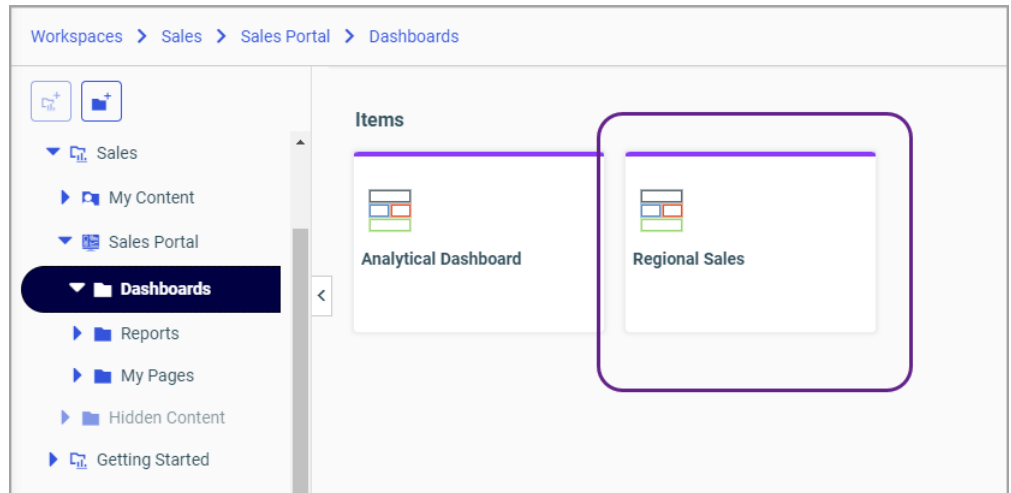 Workspaces > Sales > Sales Portal > Dashboards
Sales
My Content
Sales Portal
Dashboards
Reports
My Pages
Hidden Content
Getting Started
Items
Analytical Dashboard
Regional Sales